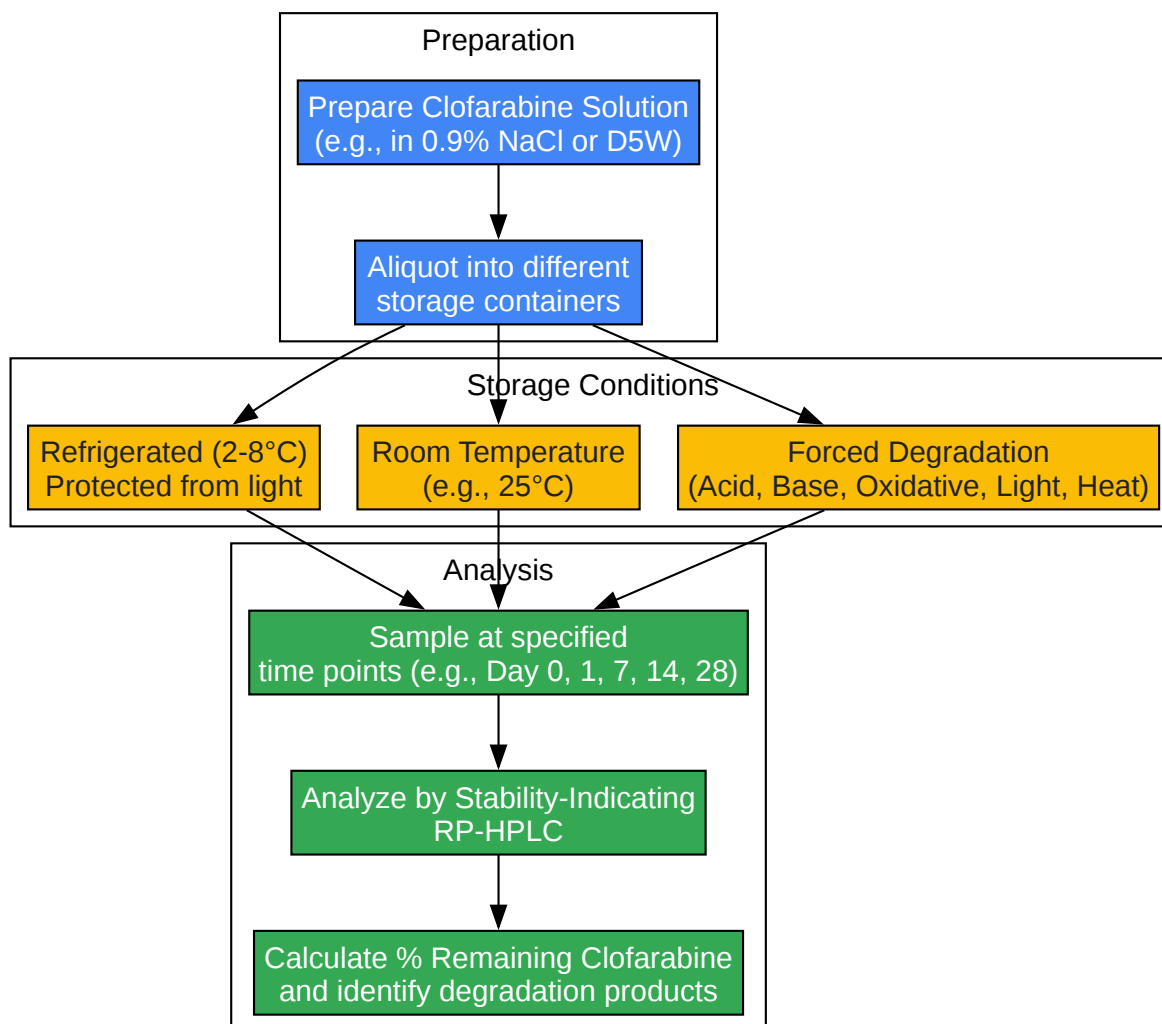 Preparation
Prepare Clofarabine Solution
(e.g., in 0.9% NaCl or D5W)
Aliquot into different
storage containers
Storage Conditions
Refrigerated (2-8°C)
Protected from light
Room Temperature
(e.g., 25°C)
Forced Degradation
(Acid, Base, Oxidative, Light, Heat)
Analysis
Sample at specified
time points (e.g., Day 0, 1, 7, 14, 28)
Analyze by Stability-Indicating
RP-HPLC
Calculate % Remaining Clofarabine
and identify degradation products